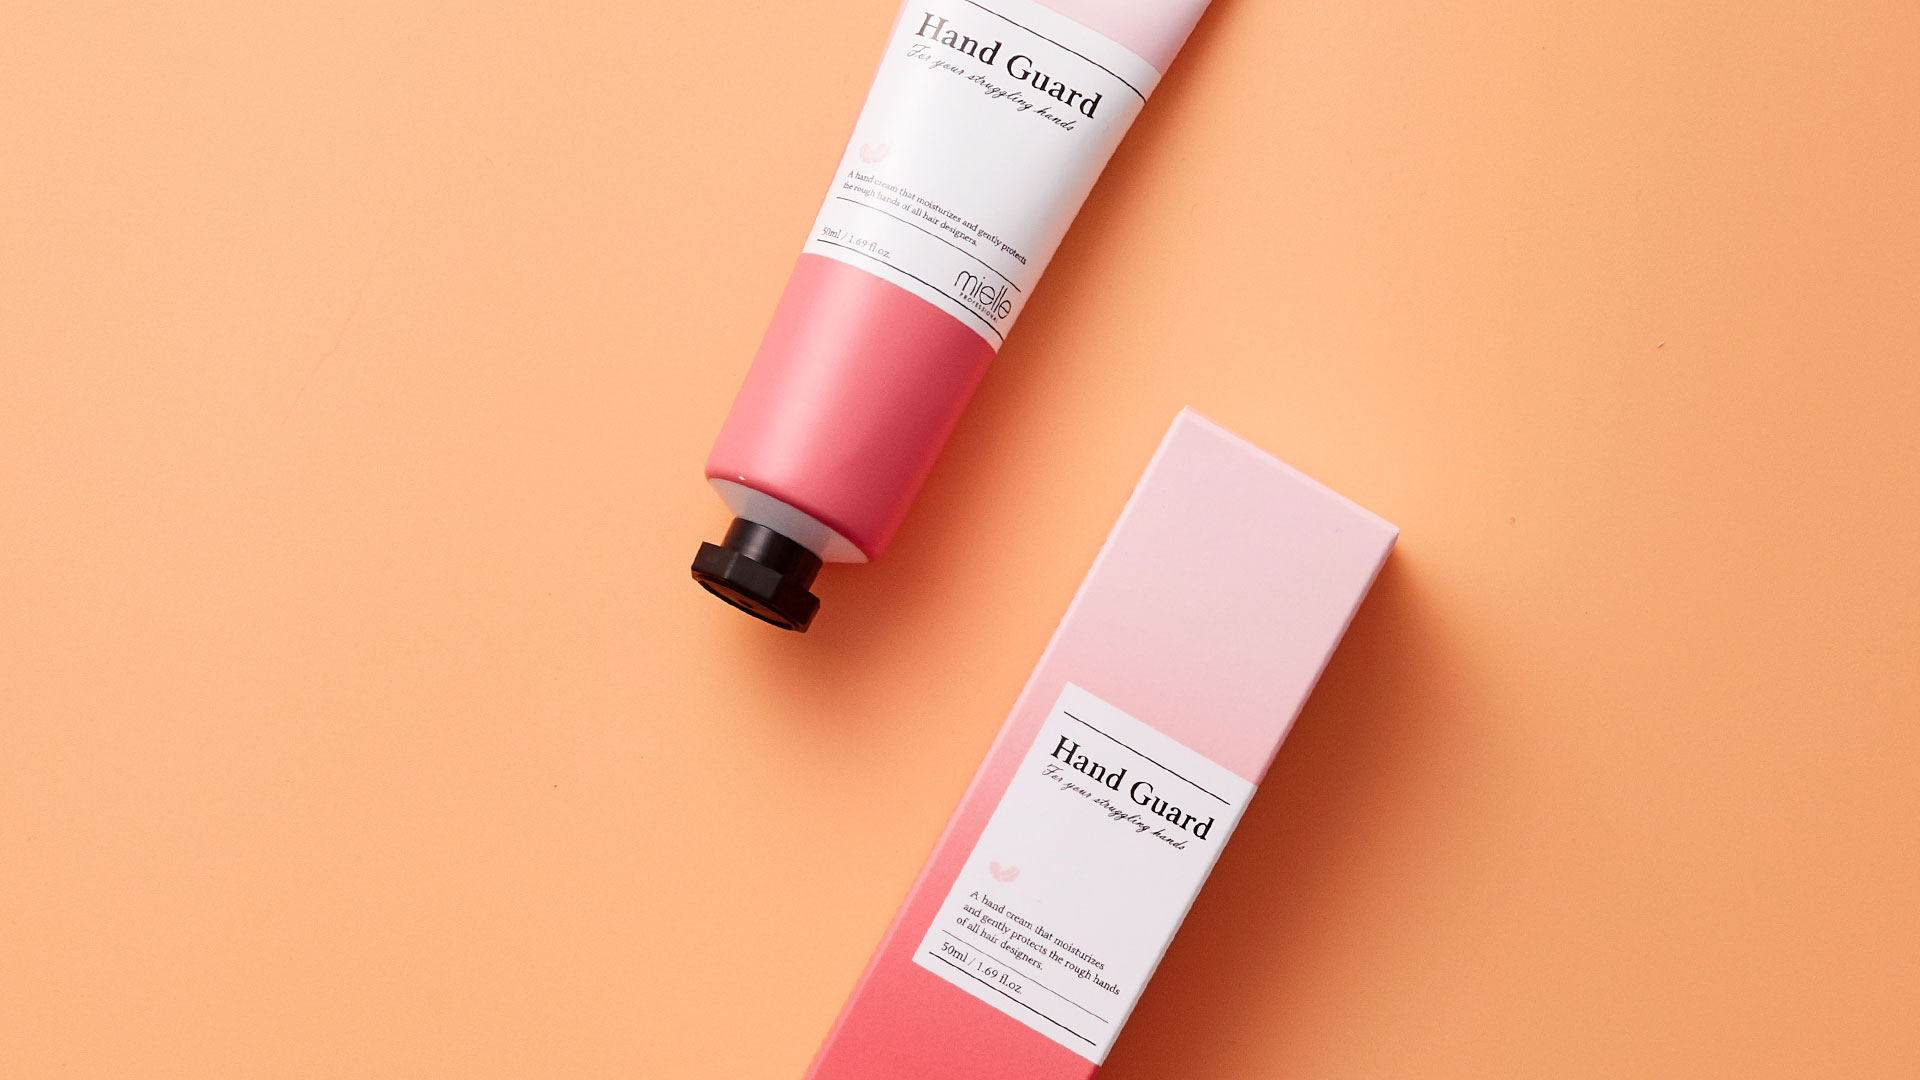 Hand Guard
For your struggling hands
A hand cream that moisturizes and gently protects
the rough hands of all hair designers.
50ml / 1.69 fl.oz.
mielle
PROFESSIONAL
Hand Guard
For your struggling hands
A hand cream that moisturizes
and gently protects the rough hands
of all hair designers.
50ml / 1.69 fl.oz.